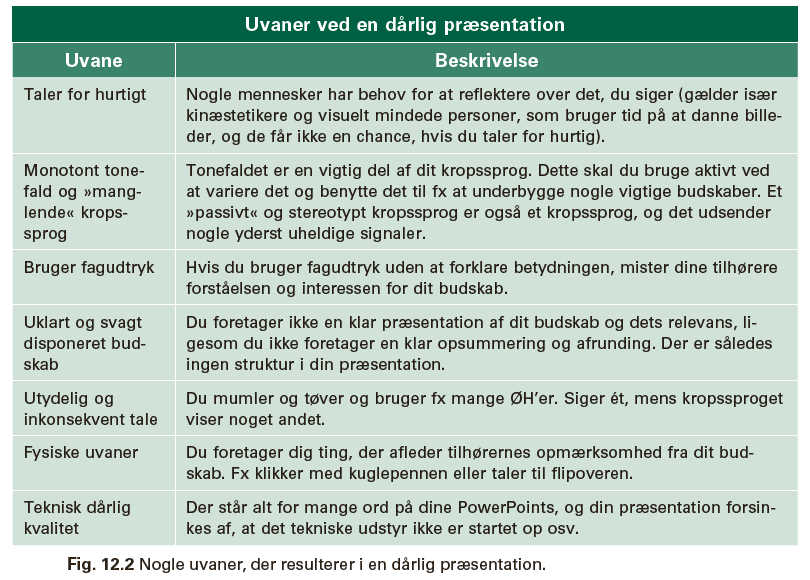 Uvaner ved en dårlig præsentation
Uvane
Beskrivelse
Taler for hurtigt
Nogle mennesker har behov for at reflektere over det, du siger (gælder især
kinæstetikere og visuelt mindede personer, som bruger tid på at danne bille-
der, og de får ikke en chance, hvis du taler for hurtig).
Monotont tone-
fald og »mang-
lende« krops-
sprog
Tonefaldet er en vigtig del af dit kropssprog. Dette skal du bruge aktivt ved
at variere det og benytte det til fx at underbygge nogle vigtige budskaber. Et
»passivt« og stereotypt kropssprog er også et kropssprog, og det udsender
nogle yderst uheldige signaler.
Bruger fagudtryk
Hvis du bruger fagudtryk uden at forklare betydningen, mister dine tilhørere
forståelsen og interessen for dit budskab.
Uklart og svagt
disponeret bud-
skab
Du foretager ikke en klar præsentation af dit budskab og dets relevans, li-
gesom du ikke foretager en klar opsummering og afrunding. Der er således
ingen struktur i din præsentation.
Utydelig og
inkonsekvent tale
Du mumler og tøver og bruger fx mange ØH’er. Siger ét, mens kropssproget
viser noget andet.
Fysiske uvaner
Du foretager dig ting, der afleder tilhørernes opmærksomhed fra dit bud-
skab. Fx klikker med kuglepennen eller taler til flipoveren.
Teknisk dårlig
kvalitet
Der står alt for mange ord på dine PowerPoints, og din præsentation forsin-
kes af, at det tekniske udstyr ikke er startet op osv.
Fig. 12.2 Nogle uvaner, der resulterer i en dårlig præsentation.